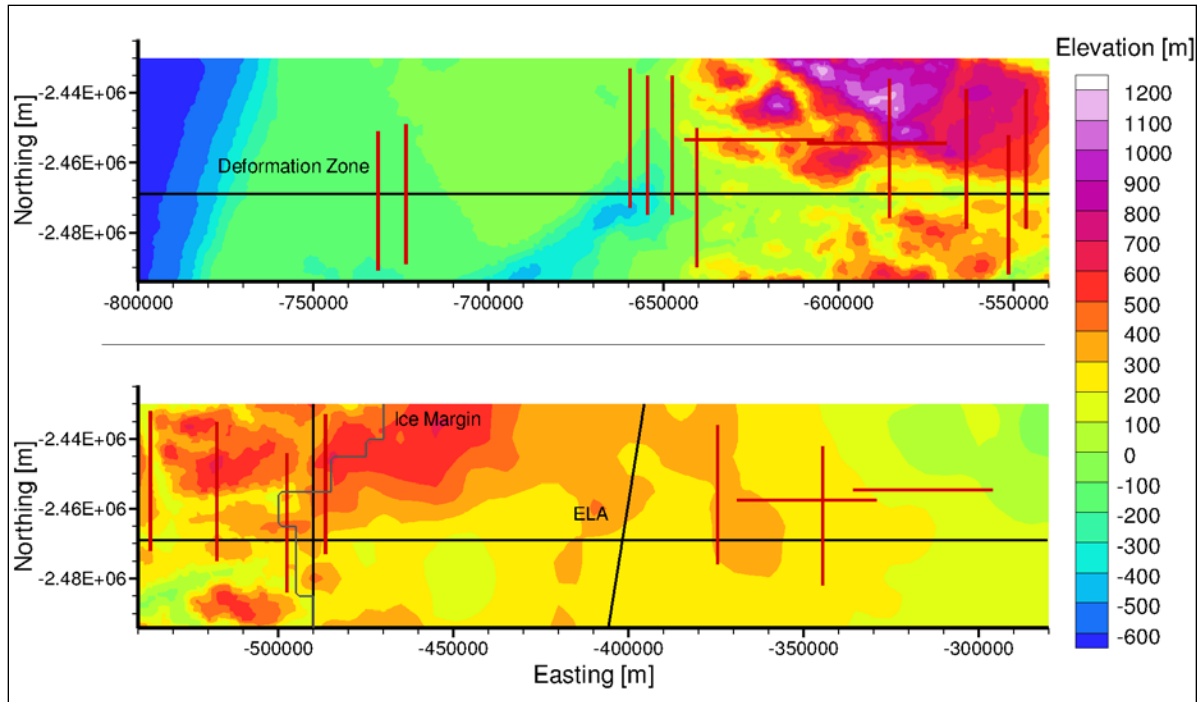 Elevation [m]
1200
1100
1000
900
800
700
600
500
400
300
200
100
0
-100
-200
-300
-400
-500
-600
Northing [m]
-2.44E+06
-2.46E+06
-2.48E+06
Deformation Zone
-800000 -750000 -700000 -650000 -600000 -550000
Northing [m]
-2.44E+06
-2.46E+06
-2.48E+06
Ice Margin
ELA
-500000 -450000 -400000 -350000 -300000
Easting [m]